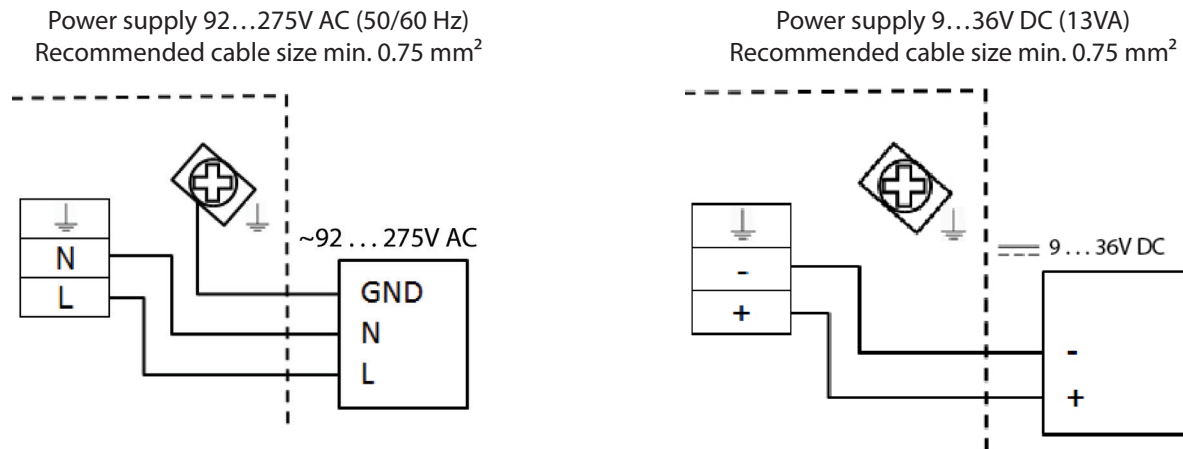 Power supply 92…275V AC (50/60 Hz)
Recommended cable size min. 0.75 mm²
N
L
~92 . . . 275V AC
GND
N
L
Power supply 9…36V DC (13VA)
Recommended cable size min. 0.75 mm²
-
+
9 . . . 36V DC
-
+